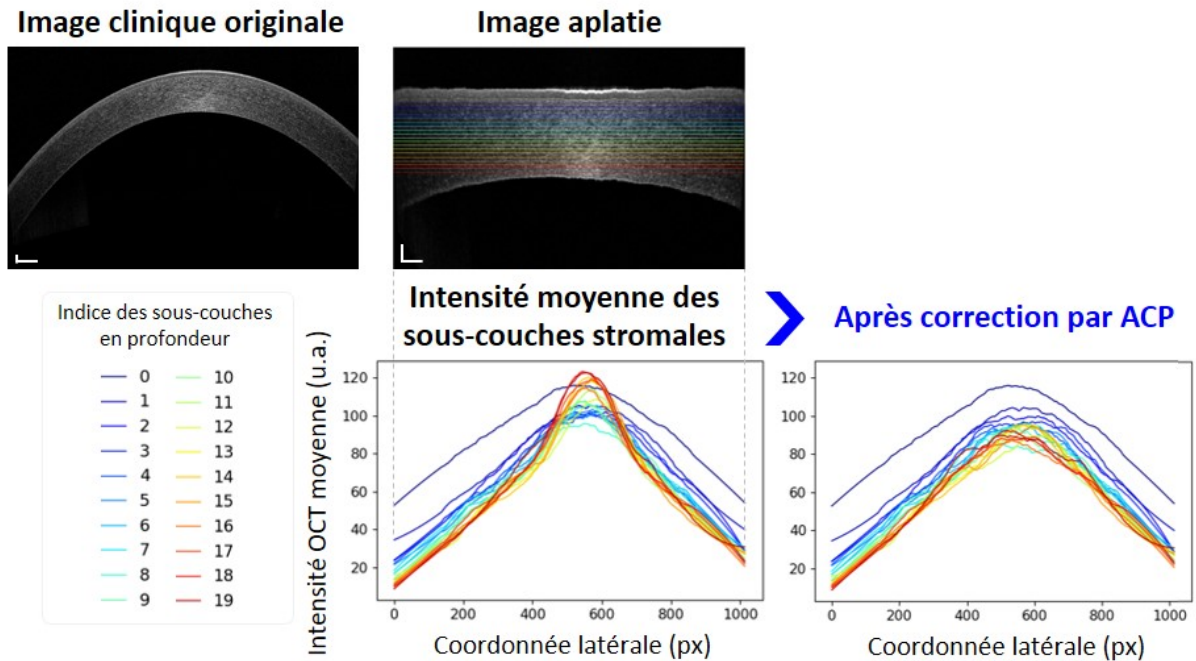 Image clinique originale
Image aplatie
Indice des sous-couches
en profondeur
0 10
1 11
2 12
3 13
4 14
5 15
6 16
7 17
8 18
9 19
Intensité OCT moyenne (u.a.)
Intensité moyenne des
sous-couches stromales
120
100
80
60
40
20
0 200 400 600 800 1000
Coordonnée latérale (px)
Après correction par ACP
120
100
80
60
40
20
0 200 400 600 800 1000
Coordonnée latérale (px)